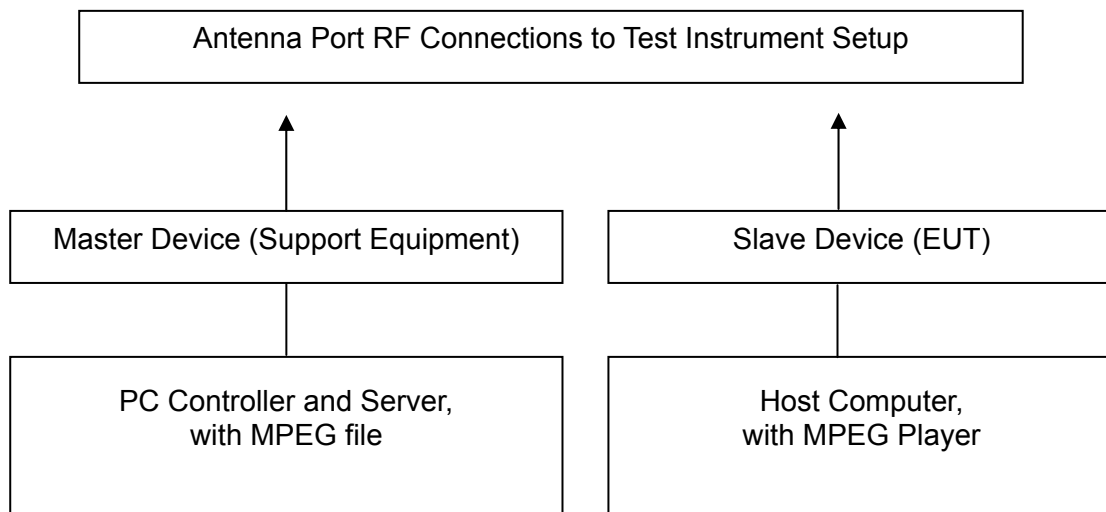 Antenna Port RF Connections to Test Instrument Setup
Master Device (Support Equipment)
Slave Device (EUT)
PC Controller and Server,
with MPEG file
Host Computer,
with MPEG Player